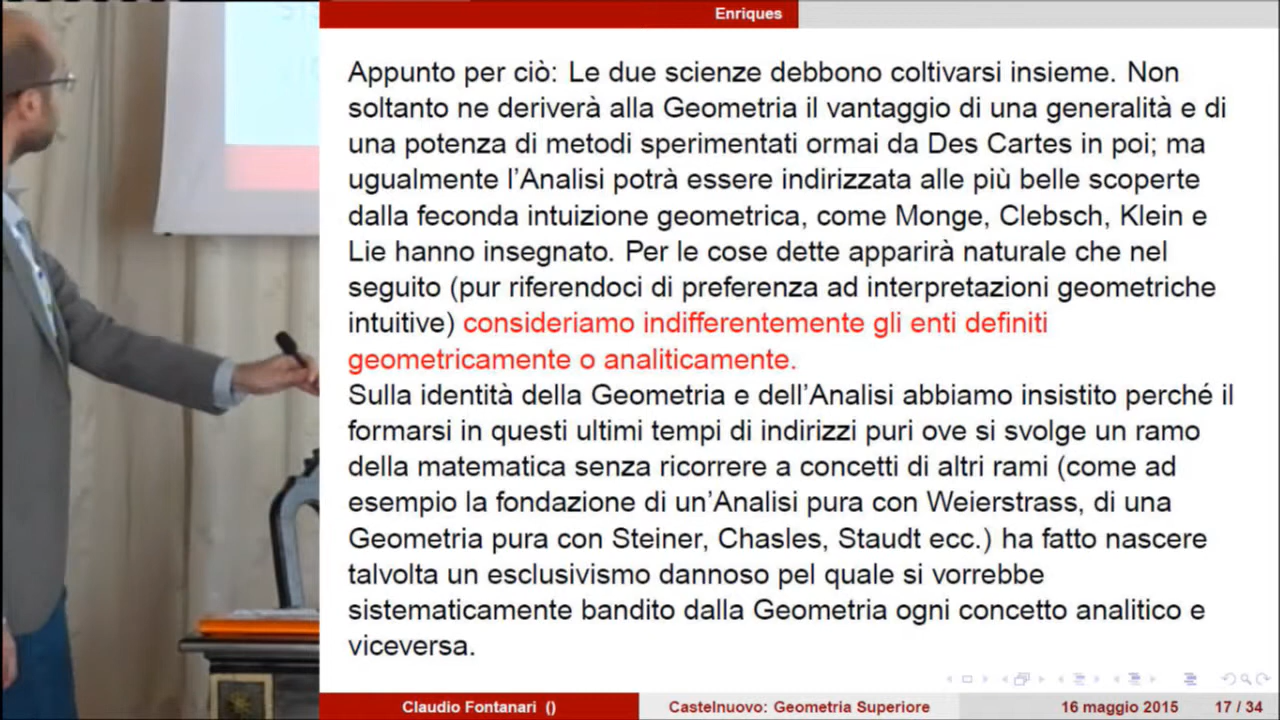 Enriques
Appunto per ciò: Le due scienze debbono coltivarsi insieme. Non
soltanto ne deriverà alla Geometria il vantaggio di una generalità e di
una potenza di metodi sperimentati ormai da Des Cartes in poi; ma
ugualmente l'Analisi potrà essere indirizzata alle più belle scoperte
dalla feconda intuizione geometrica, come Monge, Clebsch, Klein e
Lie hanno insegnato. Per le cose dette apparirà naturale che nel
seguito (pur riferendoci di preferenza ad interpretazioni geometriche
intuitive) consideriamo indifferentemente gli enti definiti
geometricamente o analiticamente.
Sulla identità della Geometria e dell'Analisi abbiamo insistito perché il
formarsi in questi ultimi tempi di indirizzi puri ove si svolge un ramo
della matematica senza ricorrere a concetti di altri rami (come ad
esempio la fondazione di un'Analisi pura con Weierstrass, di una
Geometria pura con Steiner, Chasles, Staudt ecc.) ha fatto nascere
talvolta un esclusivismo dannoso pel quale si vorrebbe
sistematicamente bandito dalla Geometria ogni concetto analitico e
viceversa.
Claudio Fontanari () Castelnuovo: Geometria Superiore 16 maggio 2015 17 / 34